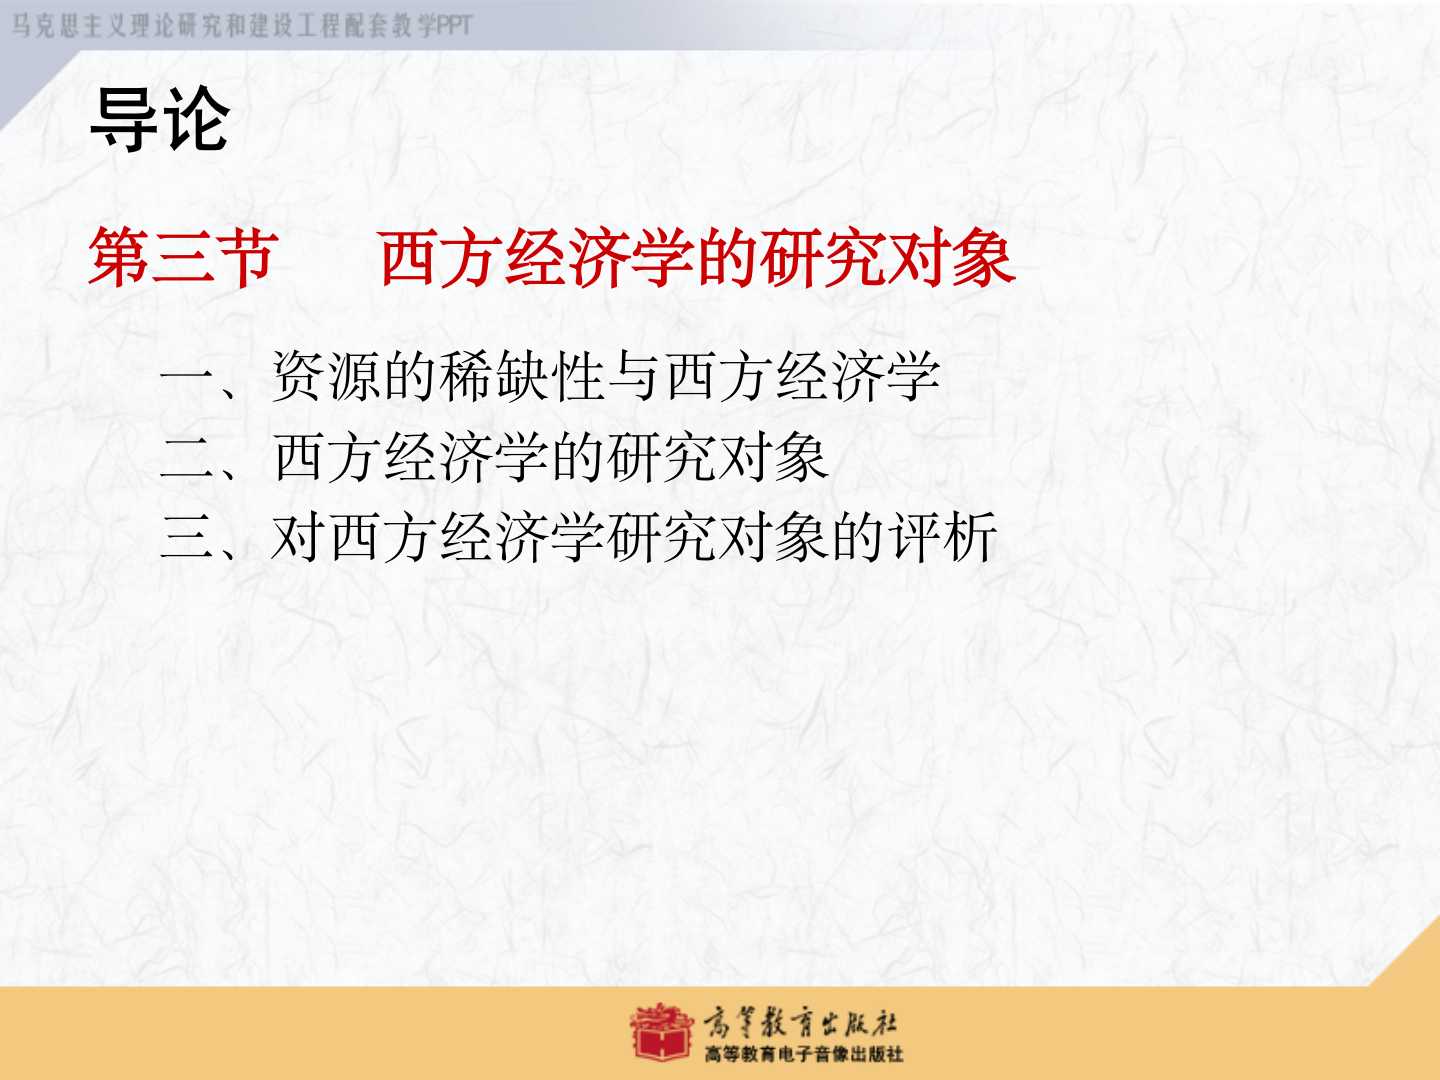 马克思主义理论研究和建设工程配套教学PPT
导论
第三节 西方经济学的研究对象
一、资源的稀缺性与西方经济学
二、西方经济学的研究对象
三、对西方经济学研究对象的评析
高等教育出版社
高等教育电子音像出版社